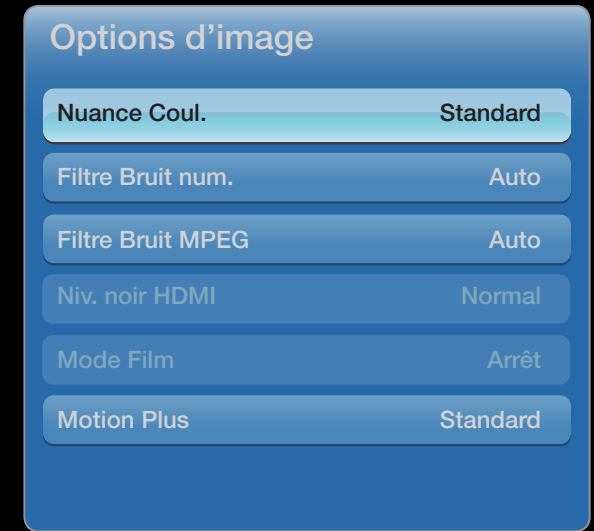 Options d’image
Nuance Coul. Standard
Filtre Bruit num. Auto
Filtre Bruit MPEG Auto
Niv. noir HDMI Normal
Mode Film Arrêt
Motion Plus Standard